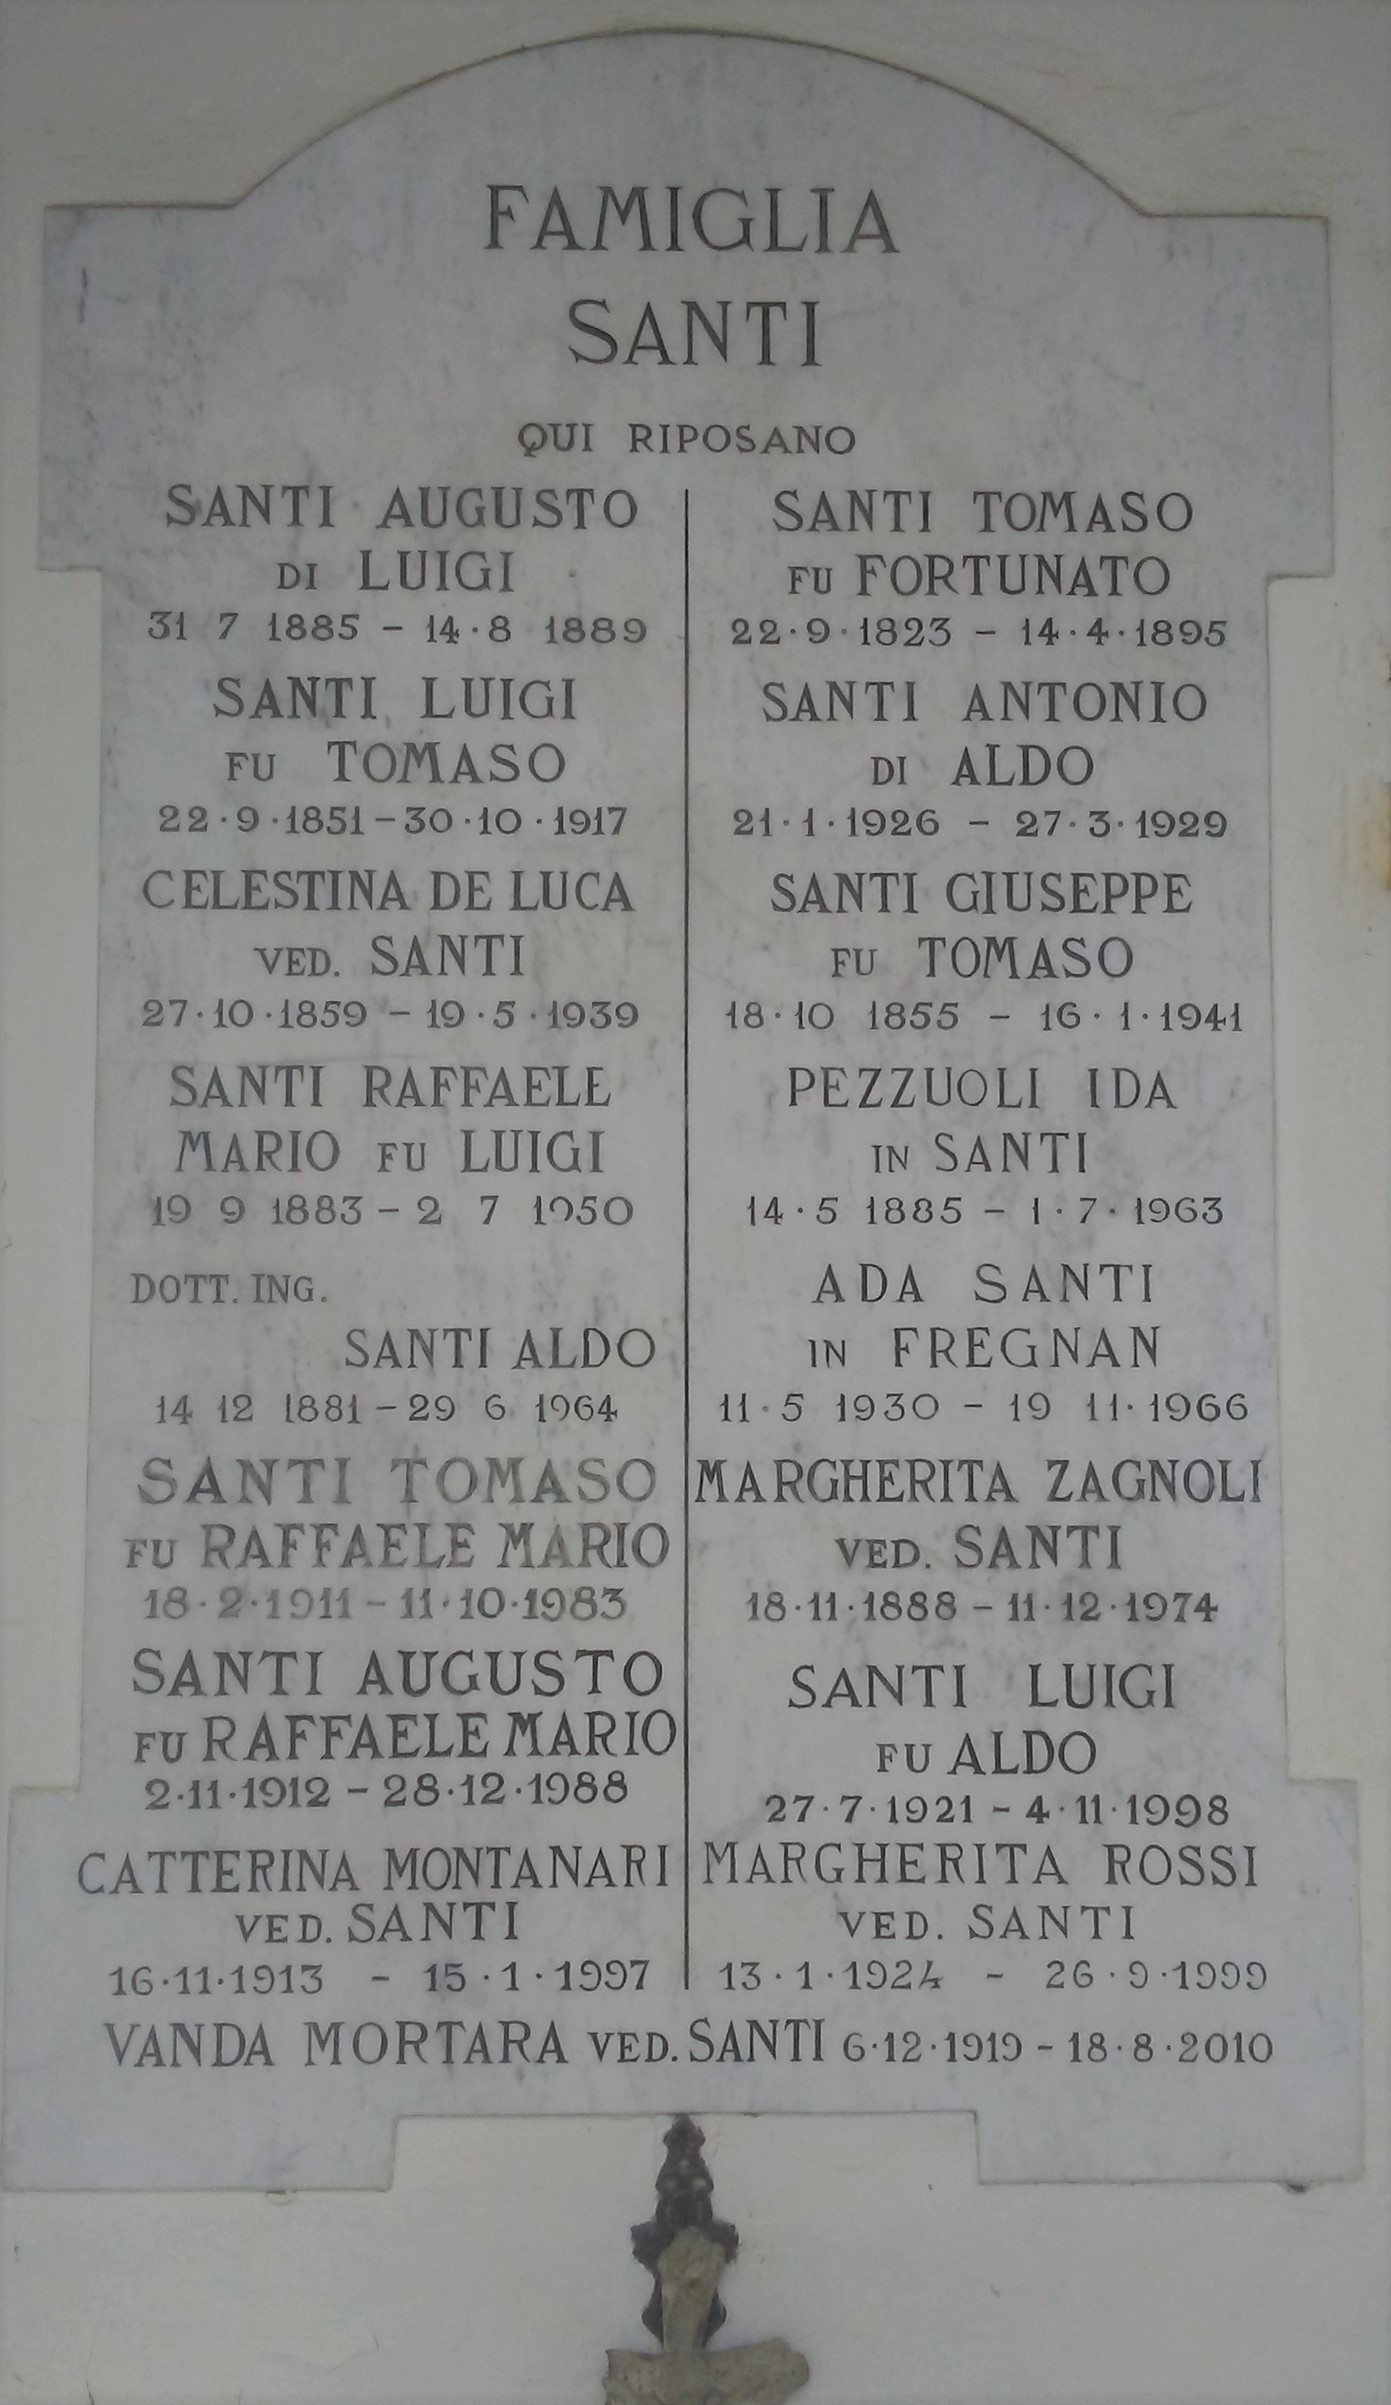 FAMIGLIA
SANTI
QUI RIPOSANO
SANTI AUGUSTO
DI LUIGI
31 7 1885 - 14·8 1889
SANTI LUIGI
FU TOMASO
22·9·1851-30·10·1917
CELESTINA DE LUCA
VED. SANTI
27·10·1859 - 19·5·1939
SANTI RAFFAELE
MARIO FU LUIGI
19 9 1883 - 2 7 1950
DOTT. ING.
SANTI ALDO
14 12 1881 - 29 6 1964
SANTI TOMASO
FU RAFFAELE MARIO
18·2·1911 - 11·10·1983
SANTI AUGUSTO
FU RAFFAELE MARIO
2·11·1912 - 28·12·1988
CATTERINA MONTANARI
VED. SANTI
16·11·1913 - 15·1·1997
SANTI TOMASO
FU FORTUNATO
22·9·1823 - 14·4·1895
SANTI ANTONIO
DI ALDO
21·1·1926 - 27·3·1929
SANTI GIUSEPPE
FU TOMASO
18·10 1855 - 16·1·1941
PEZZUOLI IDA
IN SANTI
14·5 1885 - 1·7·1963
ADA SANTI
IN FREGNAN
11·5 1930 - 19 11·1966
MARGHERITA ZAGNOLI
VED. SANTI
18·11·1888 - 11·12·1974
SANTI LUIGI
FU ALDO
27·7·1921 - 4·11·1998
MARGHERITA ROSSI
VED. SANTI
13·1·1924 - 26·9·1999
VANDA MORTARA VED. SANTI 6·12·1919 - 18·8·2010